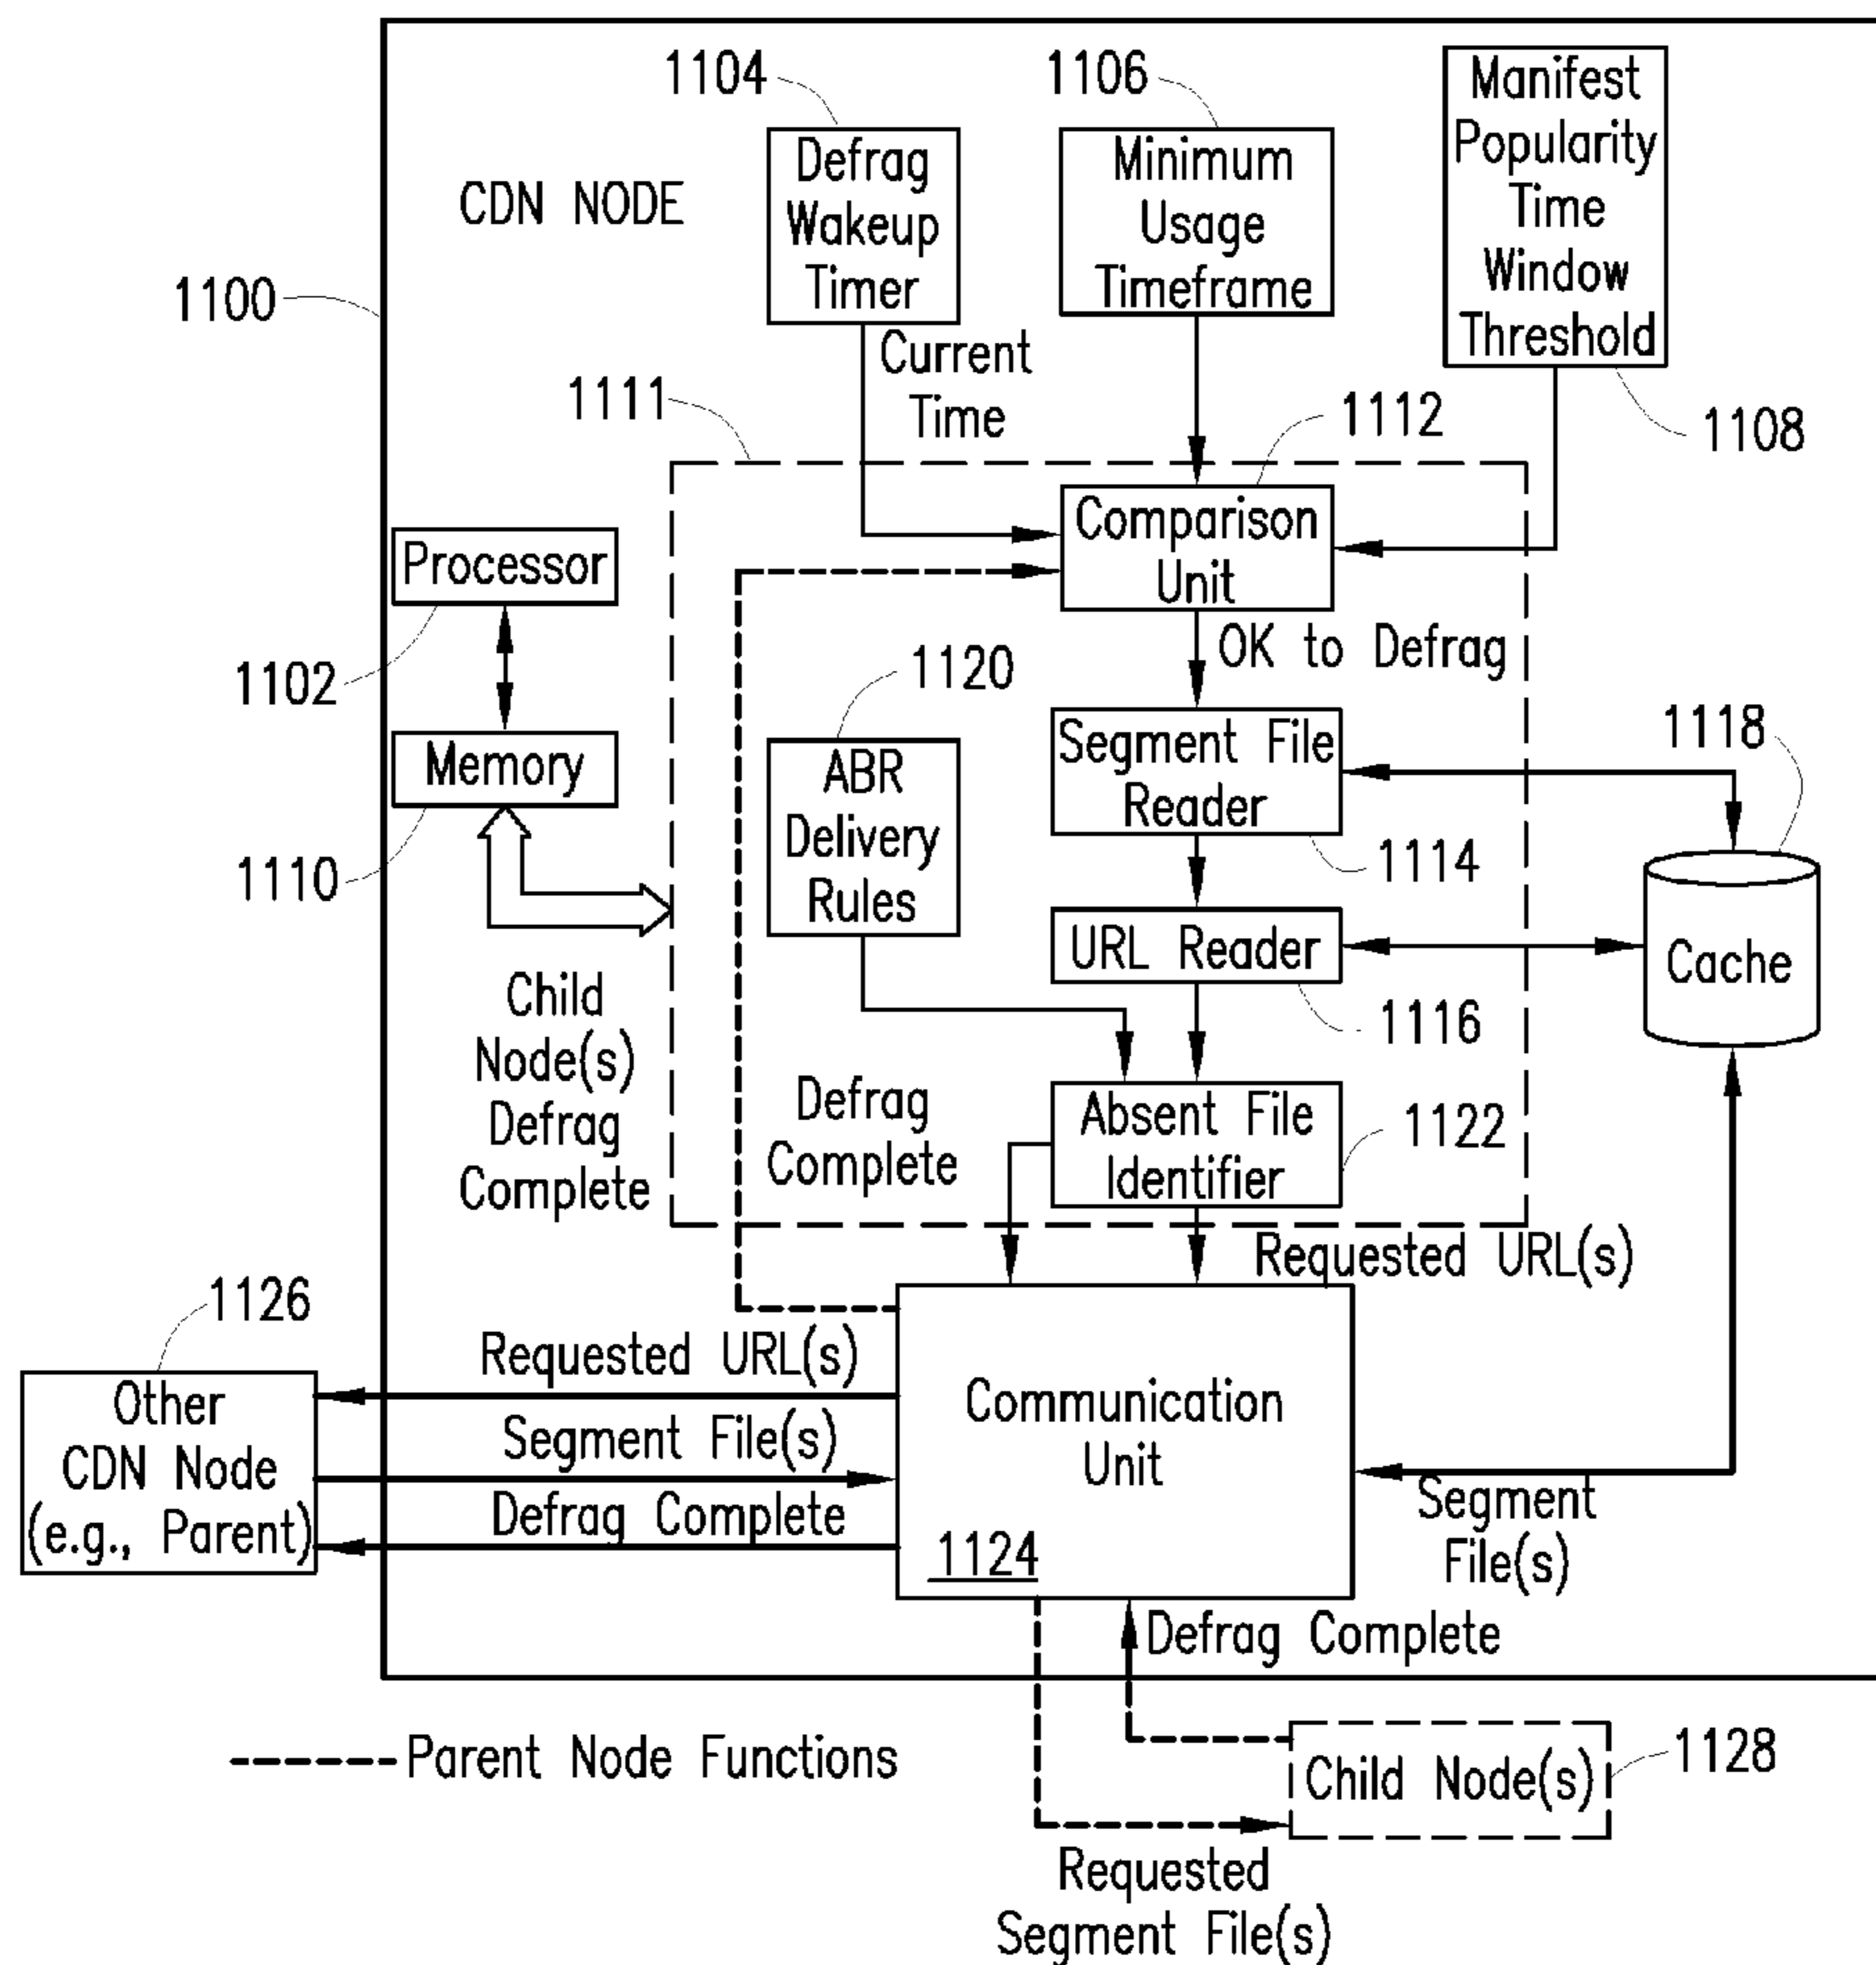 1104
1106
Manifest
Popularity
Time
Window
Threshold
CDN NODE
Defrag
Wakeup
Timer
Minimum
Usage
Timeframe
1100
Current
Time
1111
1112
1108
Comparison
Unit
Processor
1102
OK to Defrag
1120
Memory
1110
ABR
Delivery
Rules
Segment File
Reader
1118
1114
URL Reader
Cache
1116
Child
Node(s)
Defrag
Complete
Defrag
Complete
Absent File
Identifier
1122
Requested URL(s)
1126
Other
CDN Node
(e.g., Parent)
Requested URL(s)
Segment File(s)
Defrag Complete
Communication
Unit
1124
Segment
File(s)
Defrag Complete
Parent Node Functions
Child Node(s)
1128
Requested
Segment File(s)